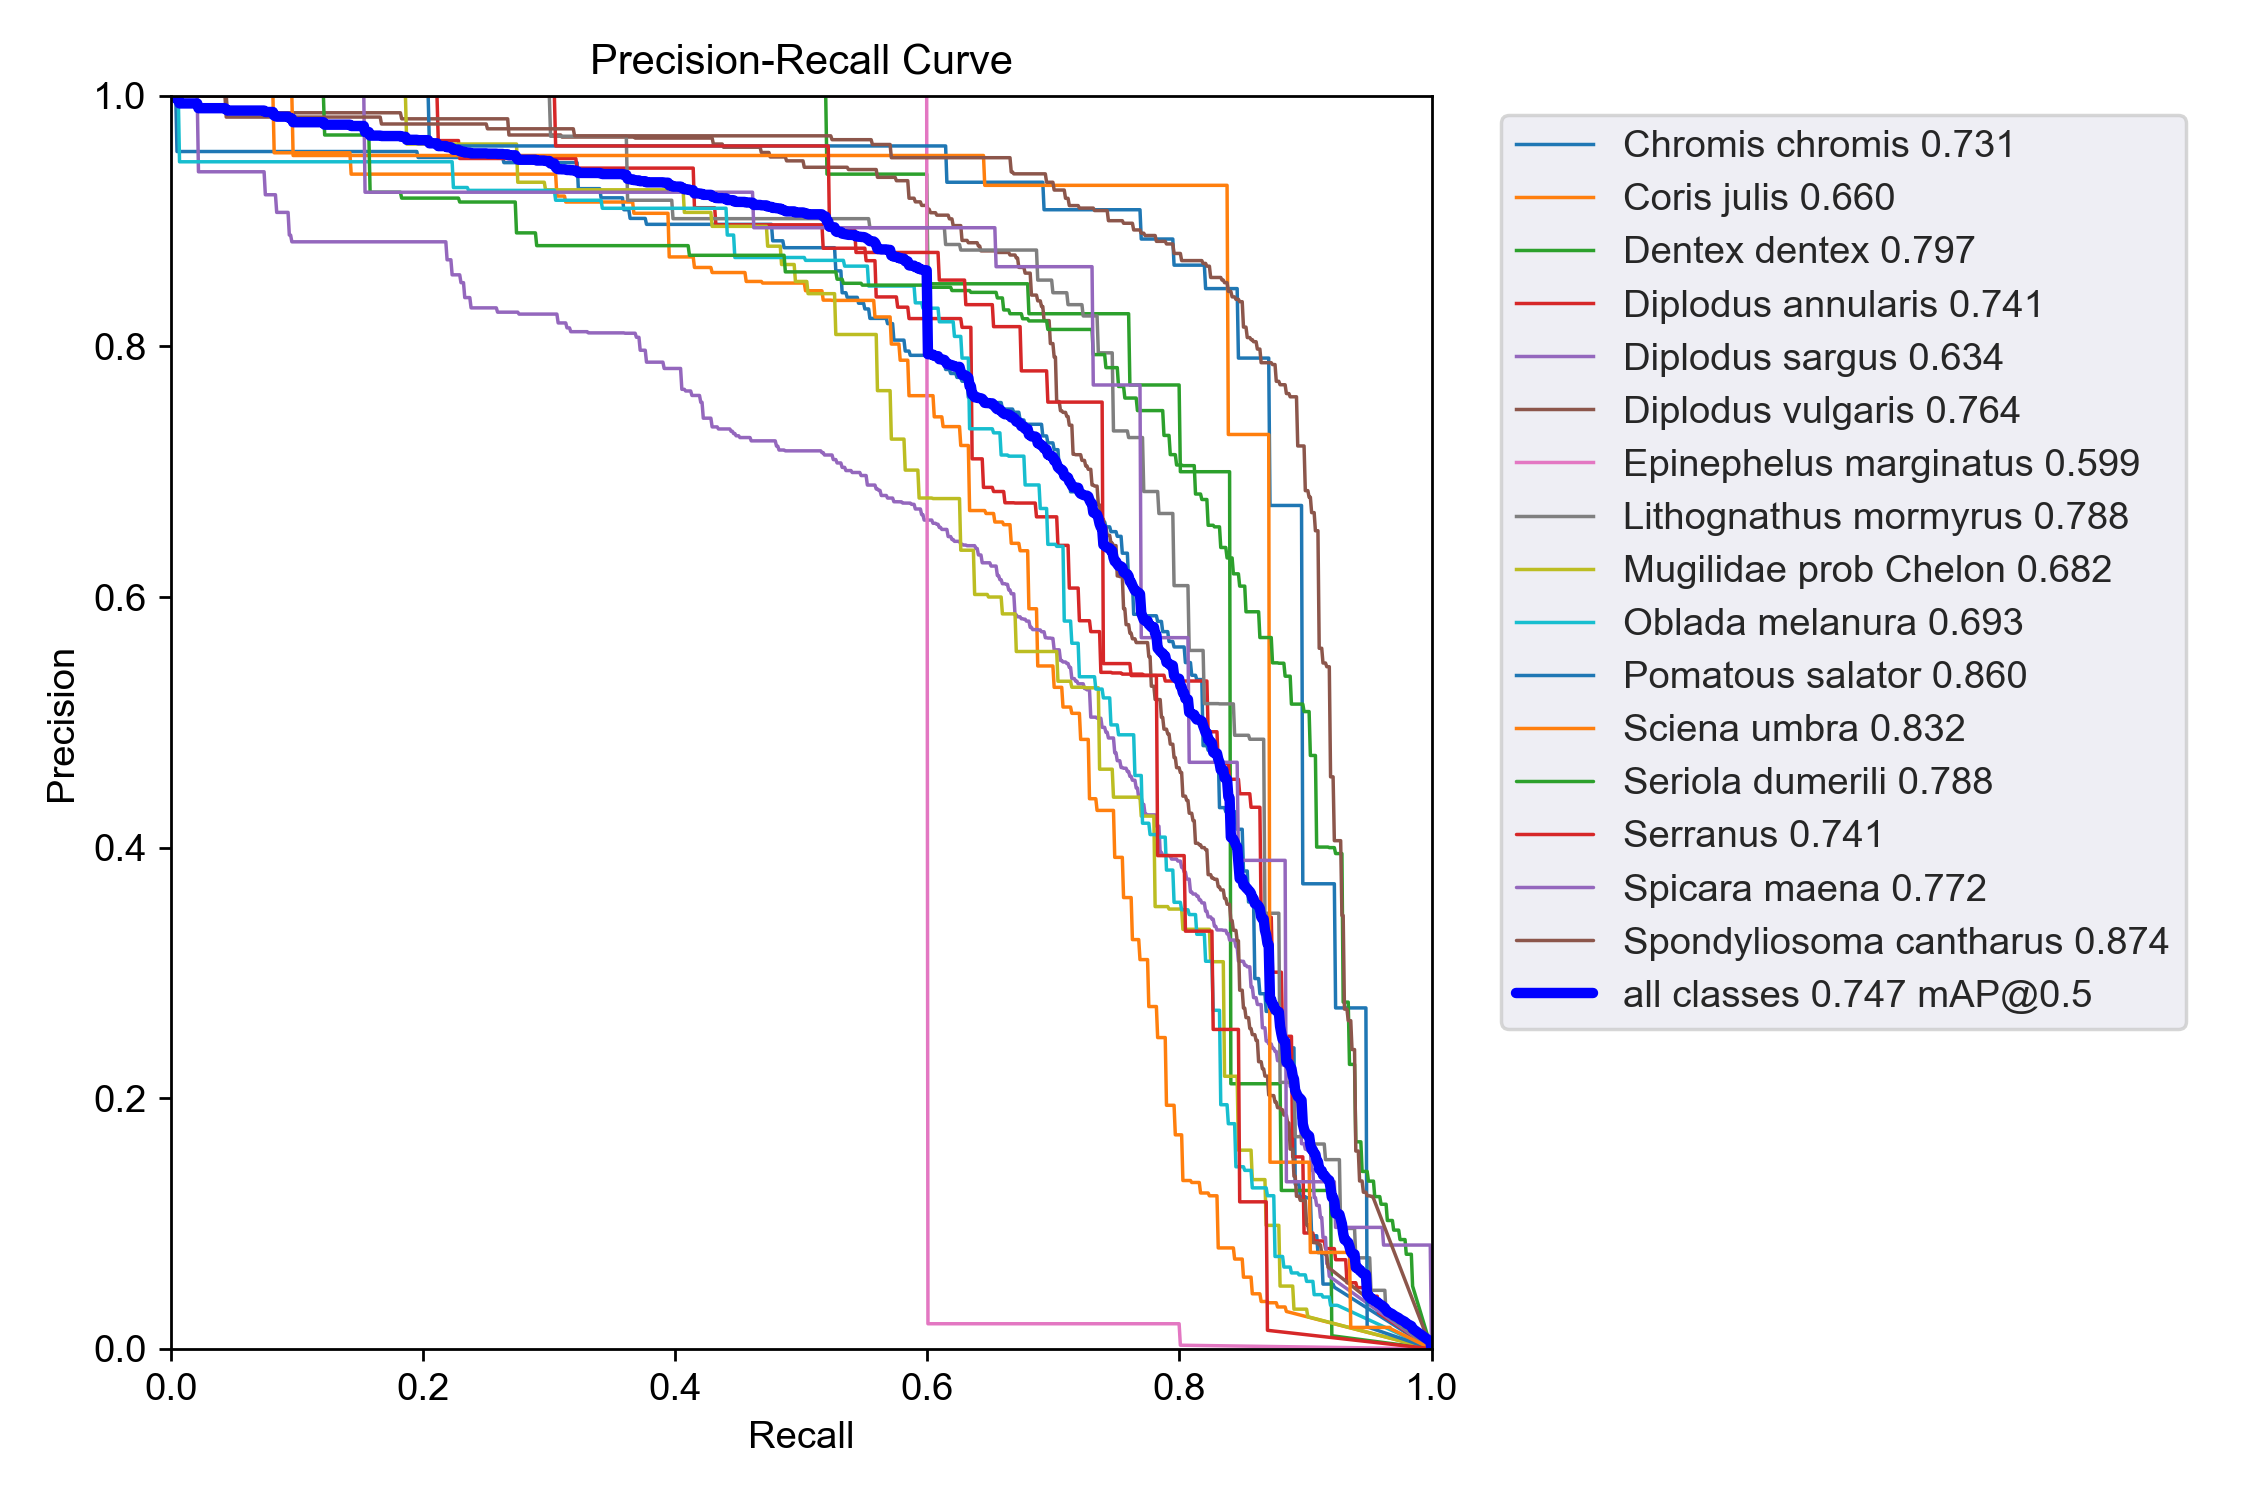 Precision-Recall Curve
1.0
0.8
0.6
0.4
0.2
0.0
Precision
0.0 0.2 0.4 0.6 0.8 1.0
Recall
Chromis chromis 0.731
Coris julis 0.660
Dentex dentex 0.797
Diplodus annularis 0.741
Diplodus sargus 0.634
Diplodus vulgaris 0.764
Epinephelus marginatus 0.599
Lithognathus mormyrus 0.788
Mugilidae prob Chelon 0.682
Oblada melanura 0.693
Pomatous salator 0.860
Sciena umbra 0.832
Seriola dumerili 0.788
Serranus 0.741
Spicara maena 0.772
Spondyliosoma cantharus 0.874
all classes 0.747 mAP@0.5